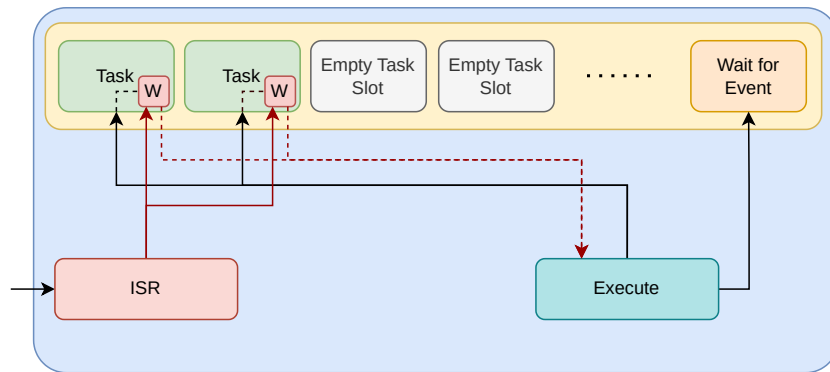 Task
W
Task
W
Empty Task
Slot
Empty Task
Slot
......
Wait for
Event
ISR
Execute